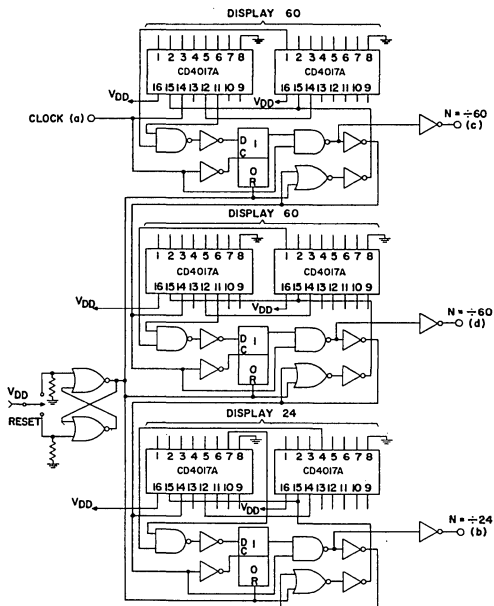 DISPLAY 60
1 2 3 4 5 6 7 8
CD4017A
16 15 14 13 12 11 10 9
1 2 3 4 5 6 7 8
CD4017A
16 15 14 13 12 11 10 9
VDD
VDD
CLOCK (a)
N = ÷60
(c)
D 1
C
O
R
DISPLAY 60
1 2 3 4 5 6 7 8
CD4017A
16 15 14 13 12 11 10 9
1 2 3 4 5 6 7 8
CD4017A
16 15 14 13 12 11 10 9
VDD
VDD
N = ÷60
(d)
D 1
C
O
R
VDD
RESET
DISPLAY 24
1 2 3 4 5 6 7 8
CD4017A
16 15 14 13 12 11 10 9
1 2 3 4 5 6 7 8
CD4017A
16 15 14 13 12 11 10 9
VDD
VDD
N = ÷24
(b)
D 1
C
O
R